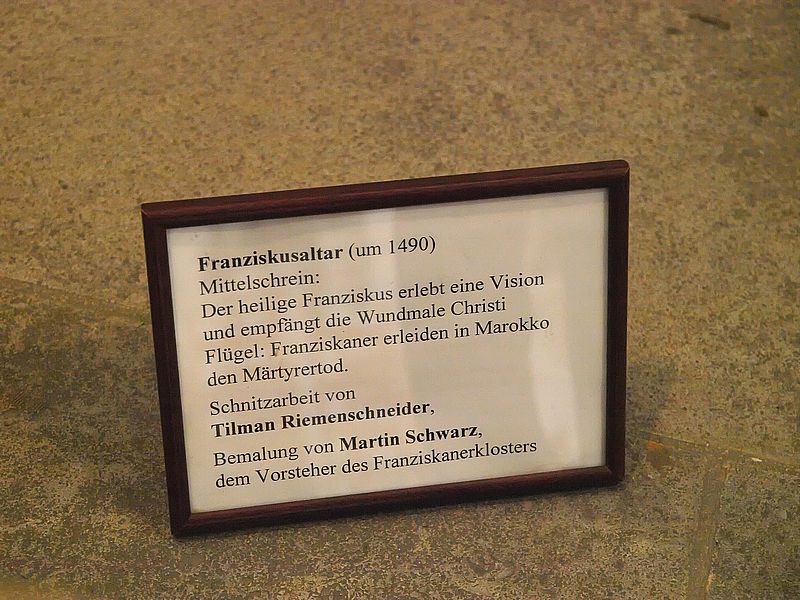 Franziskusaltar (um 1490)
Mittelschrein:
Der heilige Franziskus erlebt eine Vision
und empfängt die Wundmale Christi
Flügel: Franziskaner erleiden in Marokko
den Märtyrertod.
Schnitzarbeit von
Tilman Riemenschneider,
Bemalung von Martin Schwarz,
dem Vorsteher des Franziskanerklosters